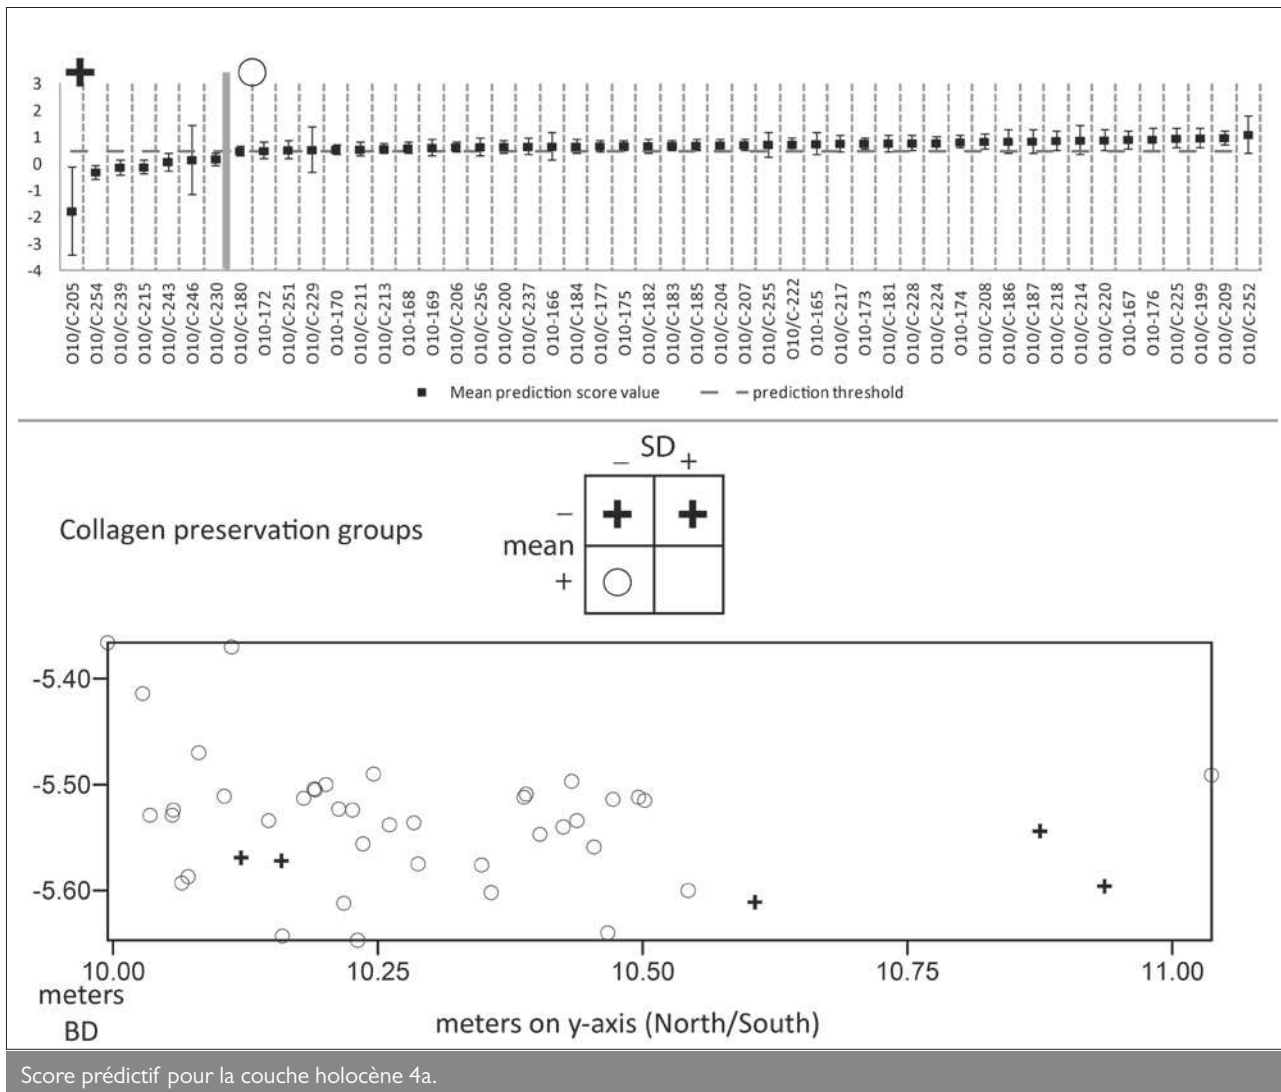 3
2
1
0
-1
-2
-3
-4
O10/C-205
O10/C-254
O10/C-239
O10/C-215
O10/C-243
O10/C-246
O10/C-230
O10/C-180
O10-172
O10/C-251
O10/C-229
O10-170
O10/C-211
O10/C-213
O10-168
O10-169
O10/C-206
O10/C-256
O10/C-200
O10/C-237
O10-166
O10/C-184
O10/C-177
O10-175
O10/C-182
O10/C-183
O10/C-185
O10/C-204
O10/C-207
O10/C-255
O10/C-222
O10-165
O10/C-217
O10-173
O10/C-181
O10/C-228
O10/C-224
O10-174
O10/C-208
O10/C-186
O10/C-187
O10/C-218
O10/C-214
O10/C-220
O10-167
O10-176
O10/C-225
O10/C-199
O10/C-209
O10/C-252
Mean prediction score value prediction threshold
SD
− +
−
Collagen preservation groups
mean
+
-5.40
-5.50
-5.60
10.00 10.25 10.50 10.75 11.00
meters
BD
meters on y-axis (North/South)
Score prédictif pour la couche holocène 4a.